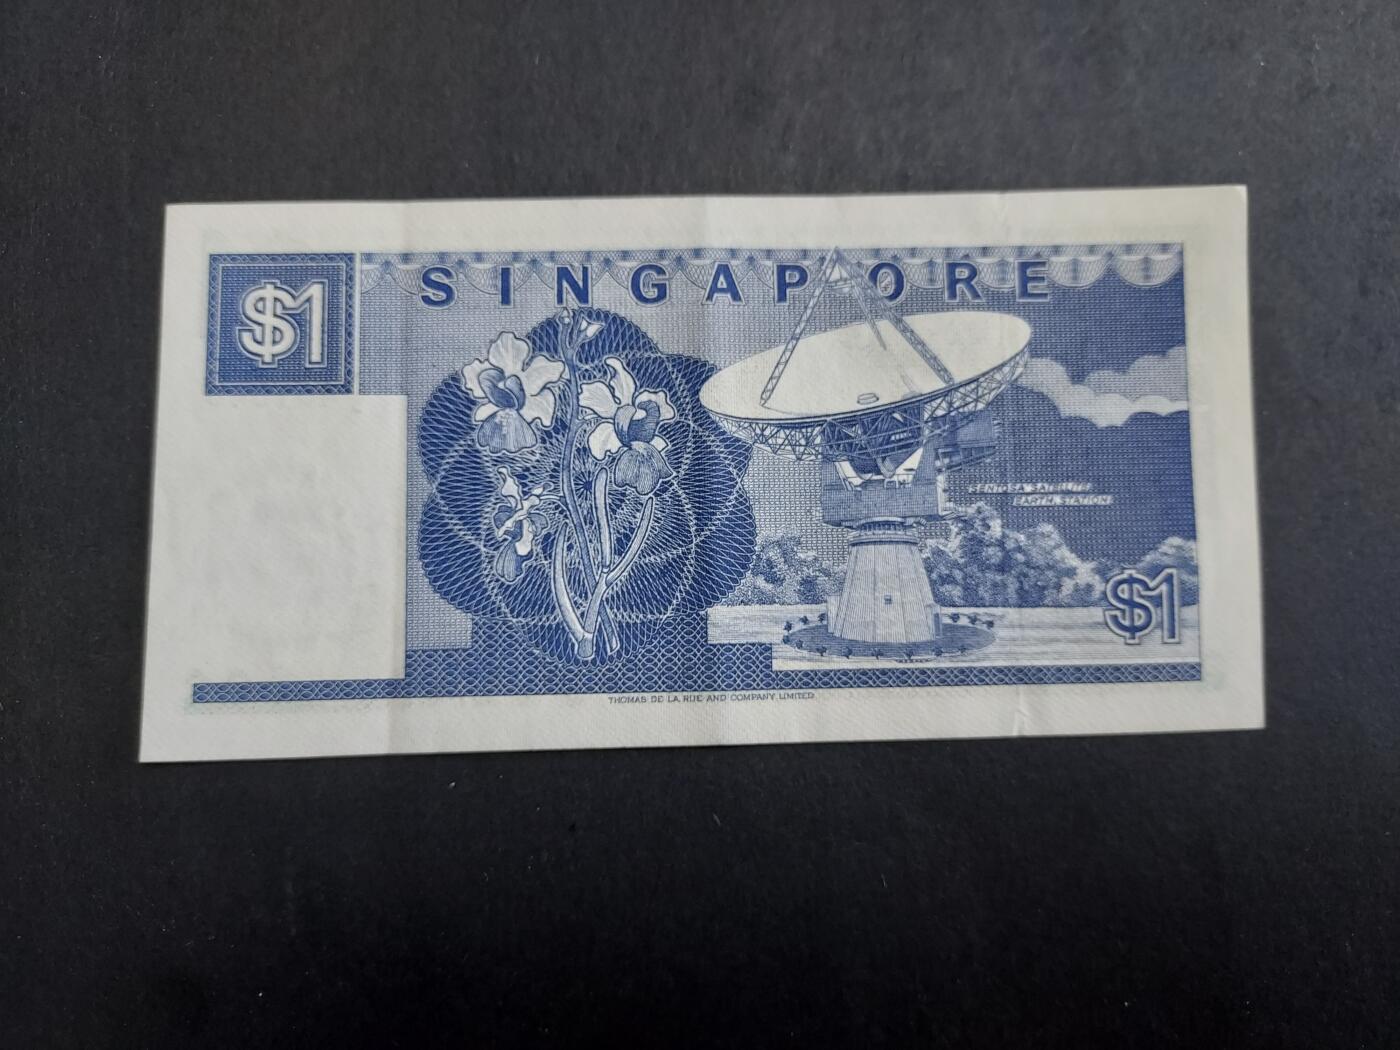 $1
SINGAPORE
SENTOSA SATELLITE
EARTH STATION
$1
THOMAS DE LA RUE AND COMPANY LIMITED